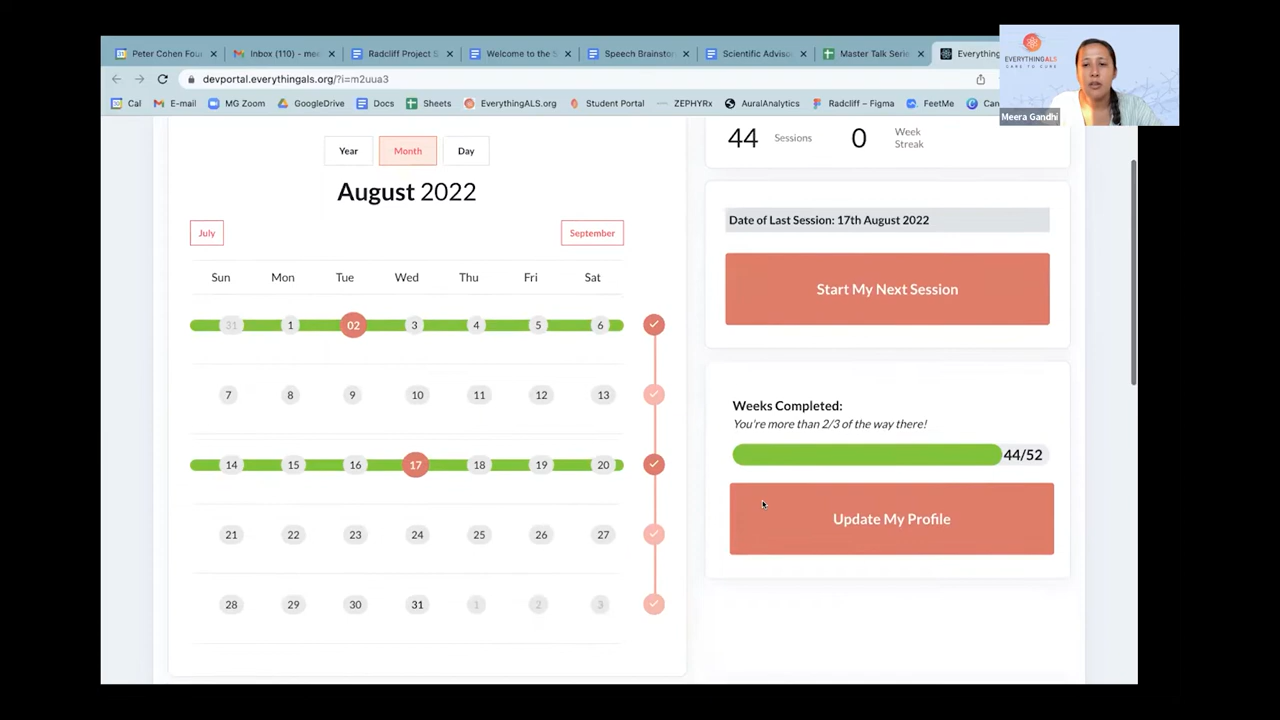 Peter Cohen Fou
Inbox (110) - mee
Radcliff Project S
Welcome to the S
Speech Brainstor
Scientific Adviso
Master Talk Serie
Everything
devportal.everythingals.org/?i=m2uua3
Cal
E-mail
MG Zoom
GoogleDrive
Docs
Sheets
EverythingALS.org
Student Portal
ZEPHYRx
AuralAnalytics
Radcliff – Figma
FeetMe
Can
EVERYTHINGALS
CARE TO CURE
Meera Gandhi
Year
Month
Day
August 2022
July
September
Sun Mon Tue Wed Thu Fri Sat
31 1 02 3 4 5 6
7 8 9 10 11 12 13
14 15 16 17 18 19 20
21 22 23 24 25 26 27
28 29 30 31 1 2 3
44 Sessions
0 Week
Streak
Date of Last Session: 17th August 2022
Start My Next Session
Weeks Completed:
You're more than 2/3 of the way there!
44/52
Update My Profile